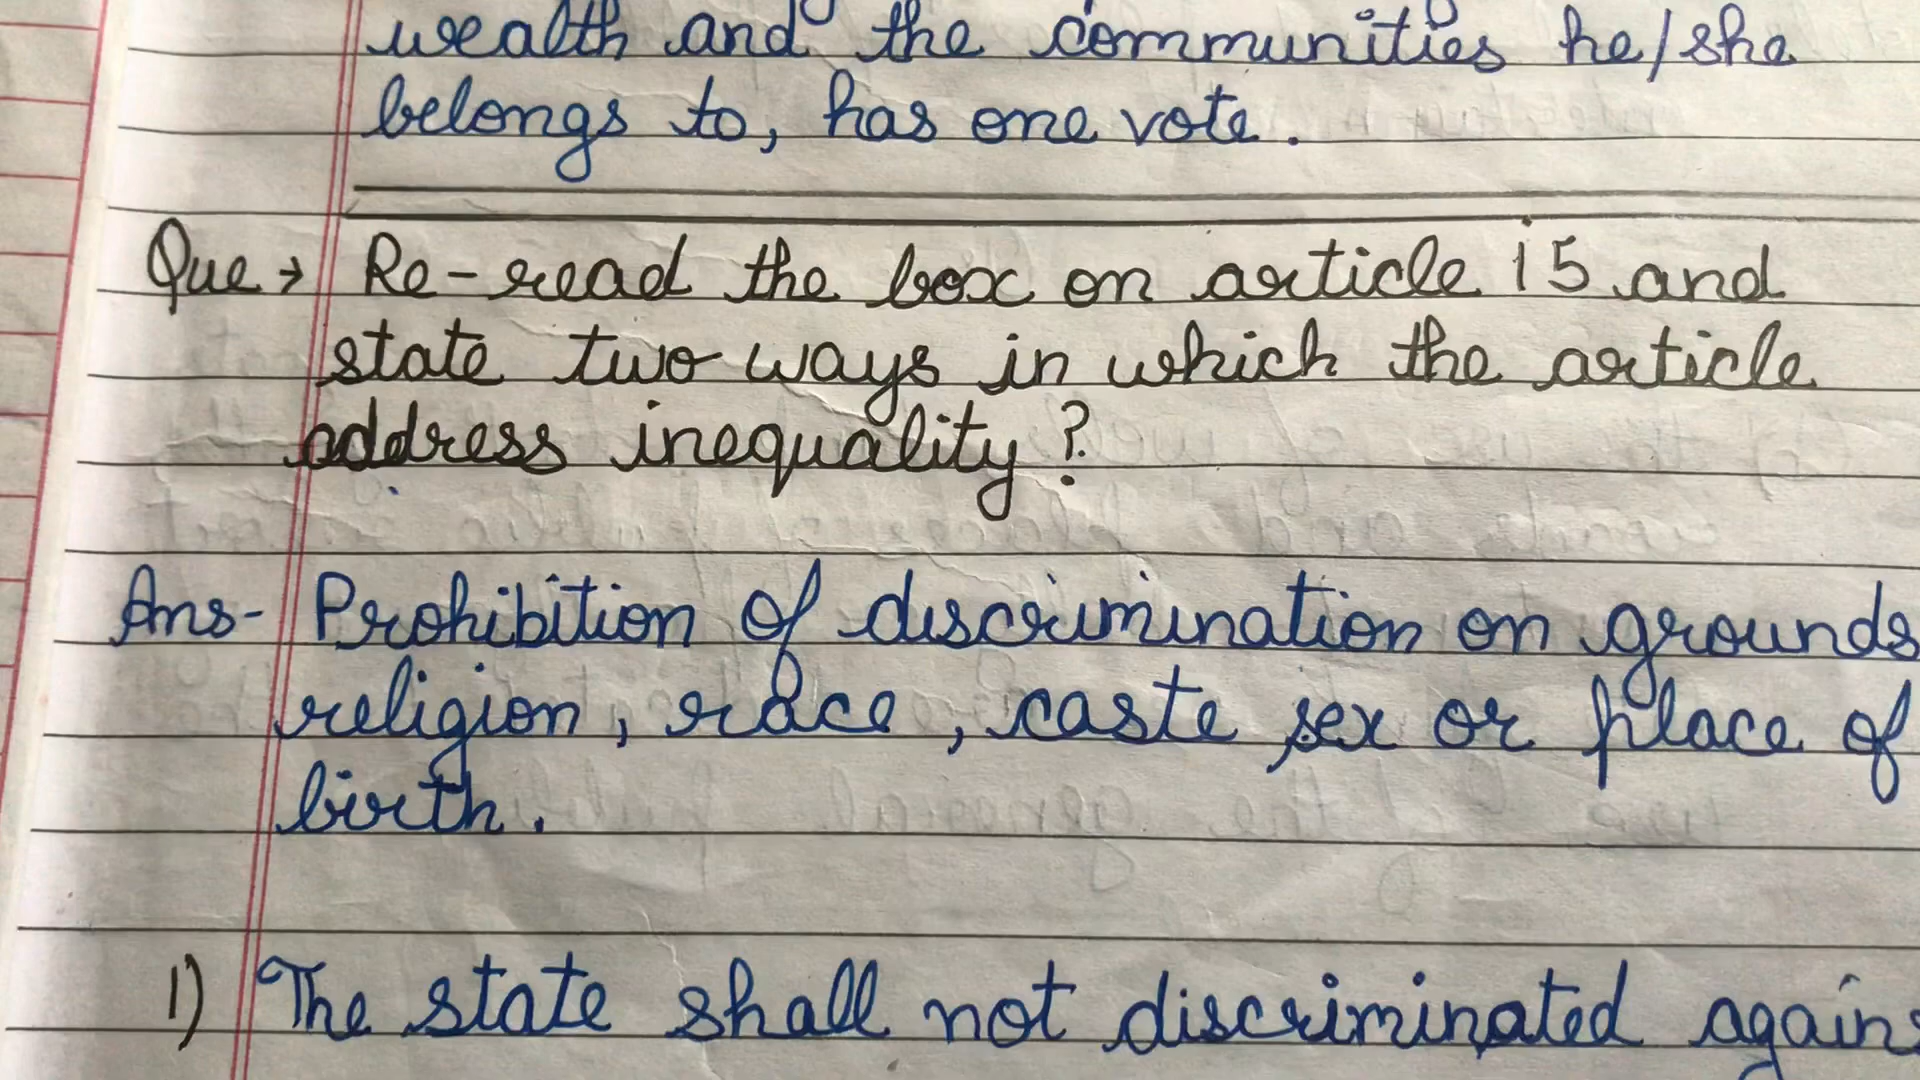 wealth and the communities he/she
belongs to, has one vote.
Que → Re-read the box on article 15 and
state two ways in which the article
address inequality?
Ans- Prohibition of discrimination on grounds
religion, race, caste, sex or place of
birth.
1) The state shall not discriminated agains